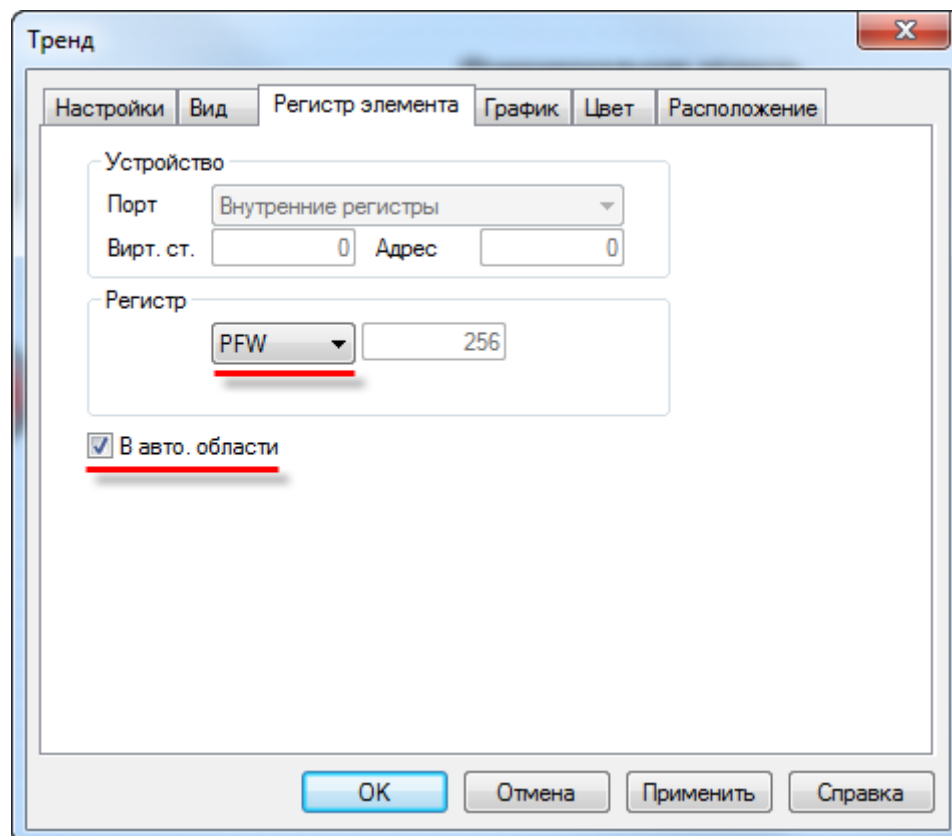 Тренд
Настройки Вид Регистр элемента График Цвет Расположение
Устройство
Порт Внутренние регистры
Вирт. ст. 0 Адрес 0
Регистр
PFW 256
В авто. области
OK Отмена Применить Справка